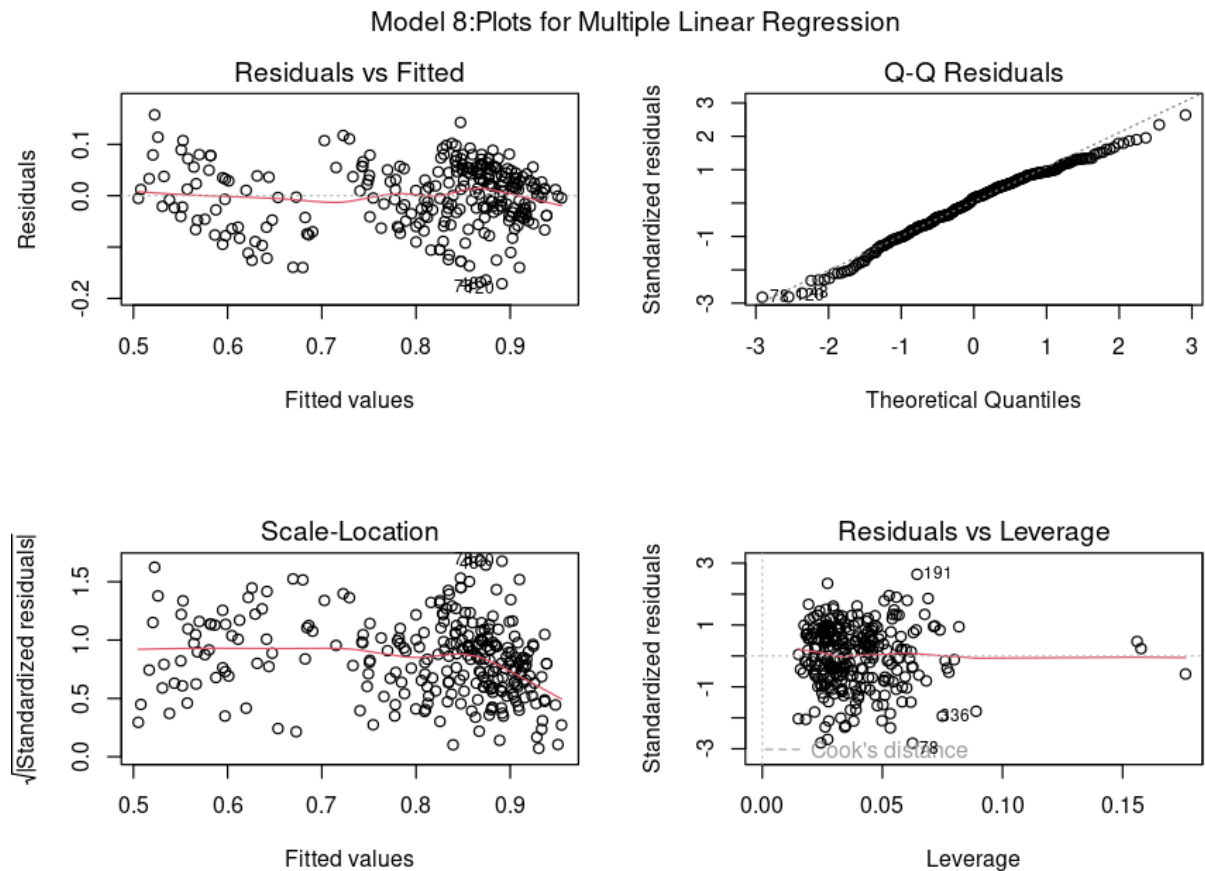 Model 8:Plots for Multiple Linear Regression
Residuals vs Fitted
Residuals
0.1
0.0
-0.2
0.5 0.6 0.7 0.8 0.9
Fitted values
Q-Q Residuals
Standardized residuals
3
2
1
-1
-3
78
-3 -2 -1 0 1 2 3
Theoretical Quantiles
Scale-Location
√|Standardized residuals|
1.5
1.0
0.5
0.0
0.5 0.6 0.7 0.8 0.9
Fitted values
Residuals vs Leverage
Standardized residuals
3
1
-1
-3
191
336
78
Cook's distance
0.00 0.05 0.10 0.15
Leverage